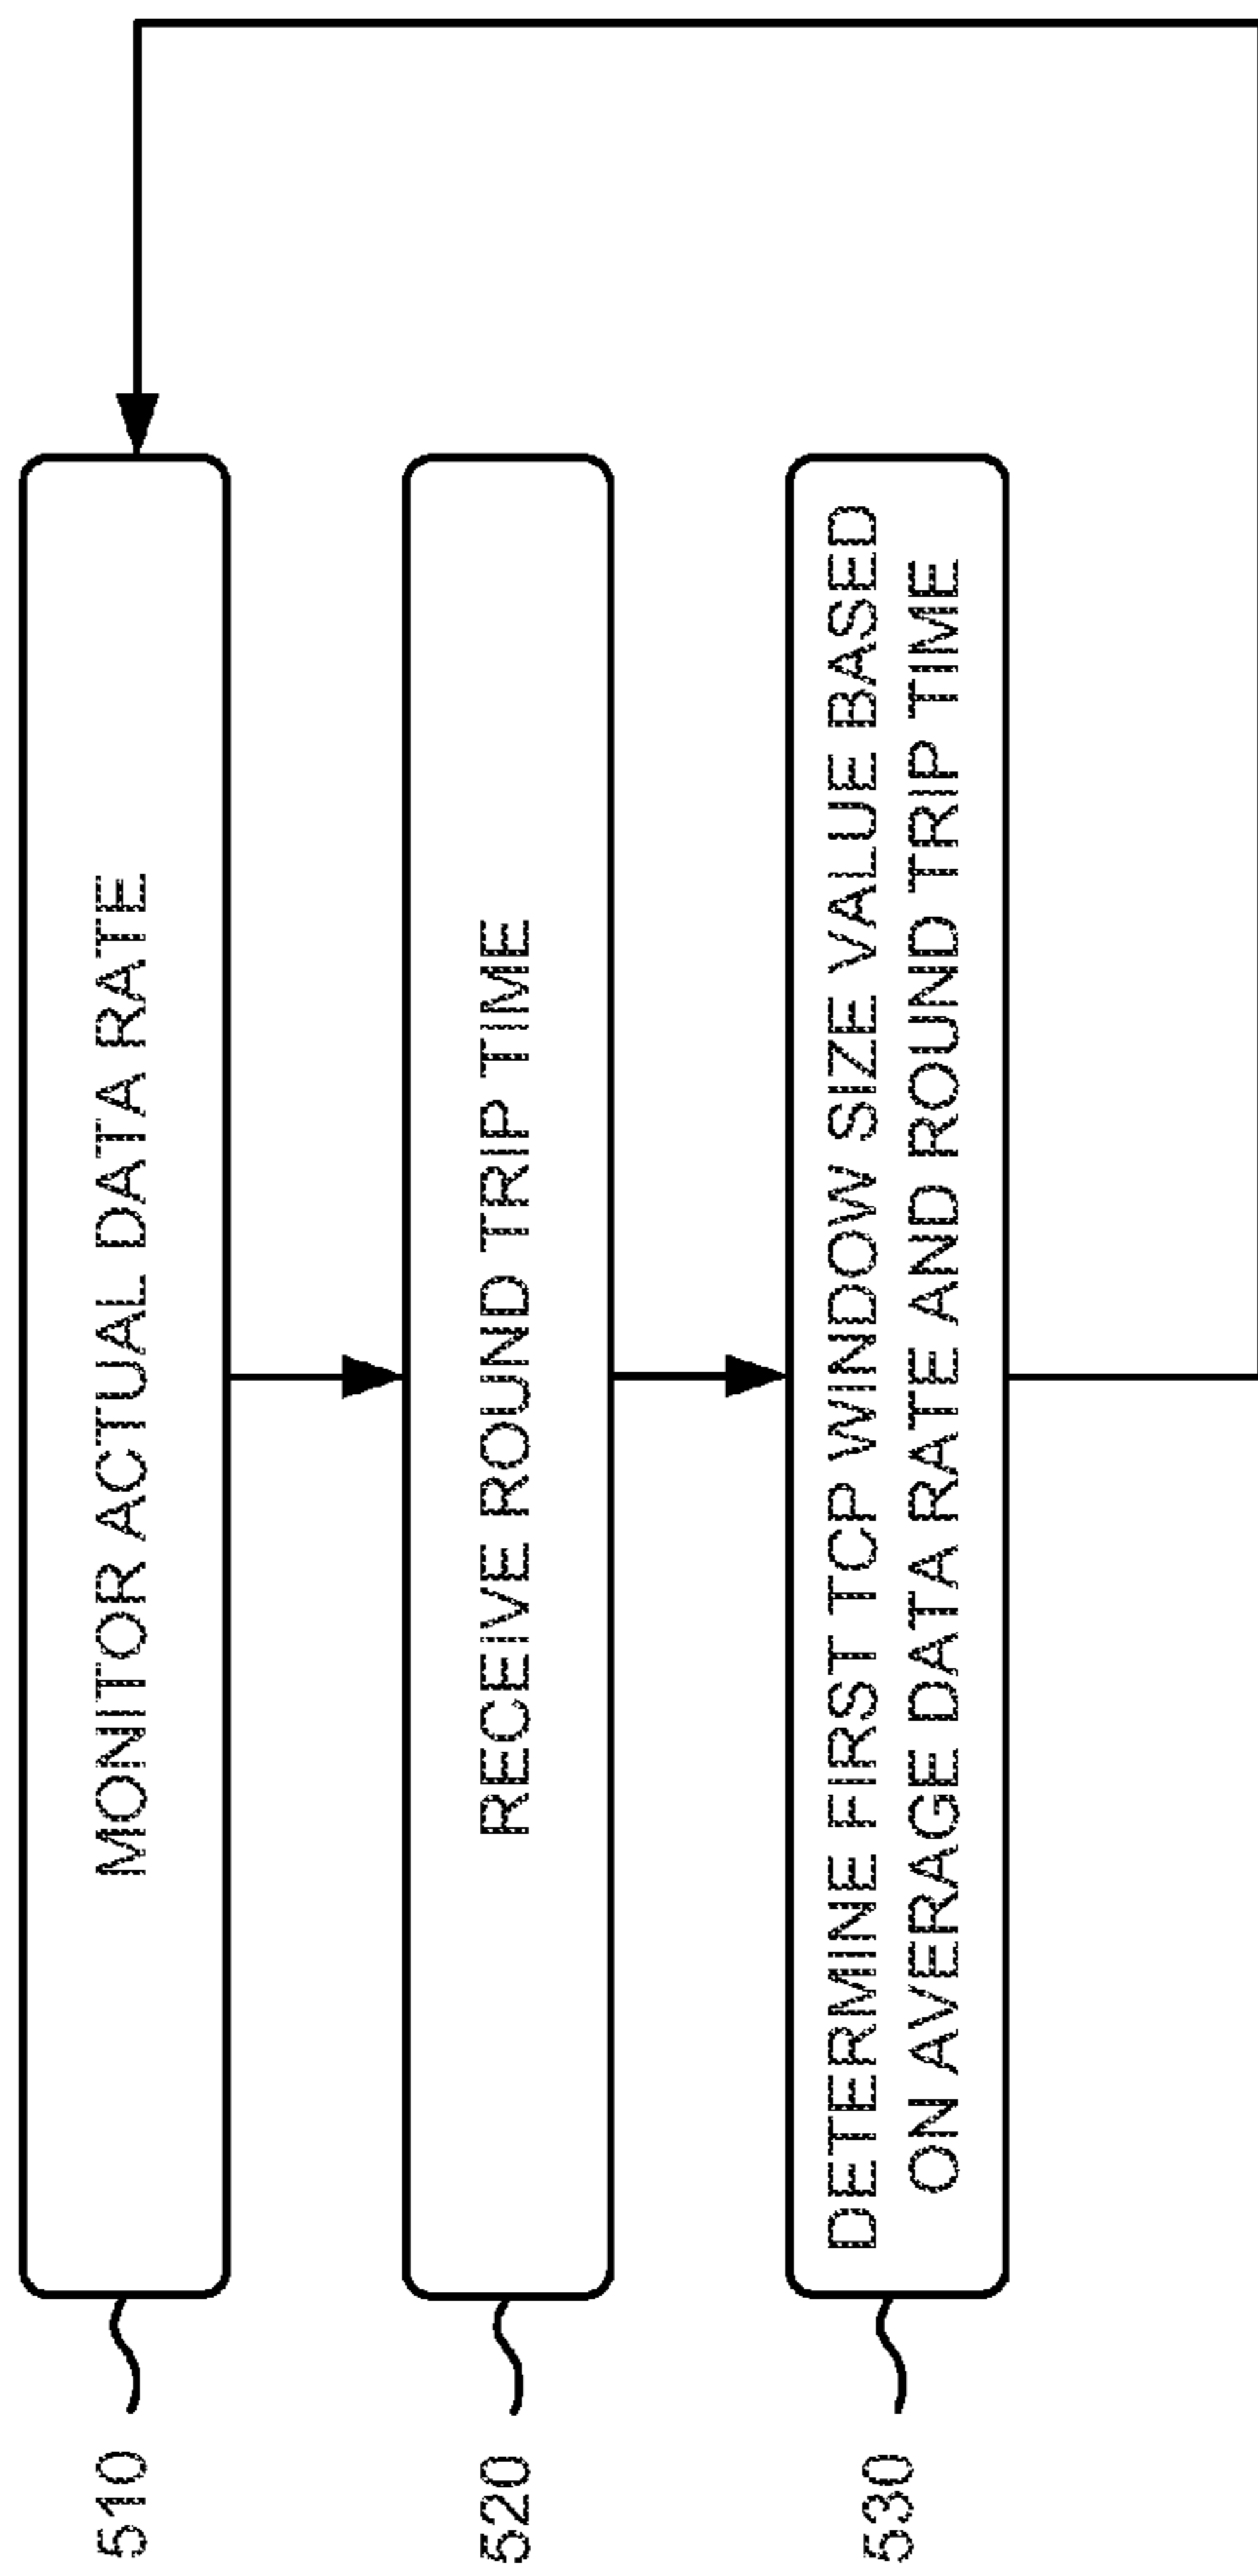 510
MONITOR ACTUAL DATA RATE
520
RECEIVE ROUND TRIP TIME
530
DETERMINE FIRST TCP WINDOW SIZE VALUE BASED
ON AVERAGE DATA RATE AND ROUND TRIP TIME